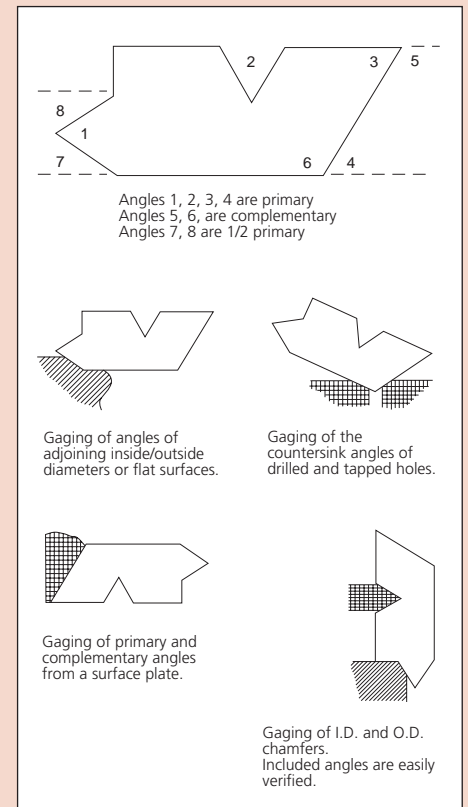 2
3
5
8
1
7
6
4
Angles 1, 2, 3, 4 are primary
Angles 5, 6, are complementary
Angles 7, 8 are 1/2 primary
Gaging of angles of
adjoining inside/outside
diameters or flat surfaces.
Gaging of the
countersink angles of
drilled and tapped holes.
Gaging of primary and
complementary angles
from a surface plate.
Gaging of I.D. and O.D.
chamfers.
Included angles are easily
verified.